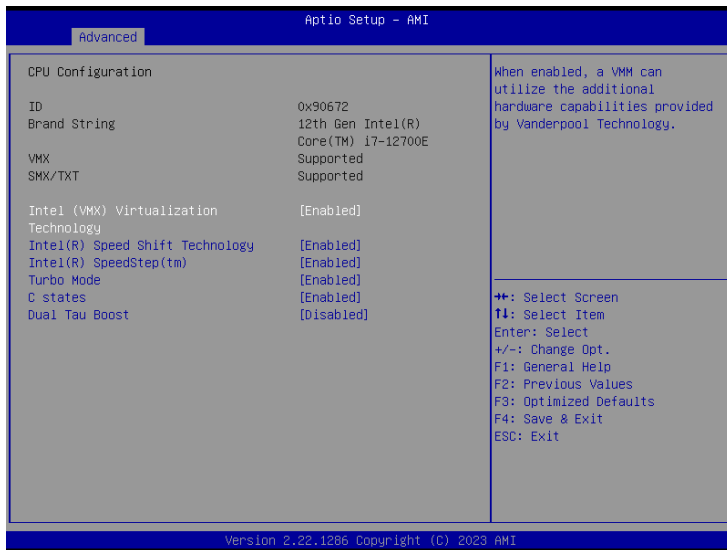 Aptio Setup – AMI
Advanced
CPU Configuration
ID 0x90672
Brand String 12th Gen Intel(R)
Core(TM) i7-12700E
VMX Supported
SMX/TXT Supported
Intel (VMX) Virtualization [Enabled]
Technology
Intel(R) Speed Shift Technology [Enabled]
Intel(R) SpeedStep(tm) [Enabled]
Turbo Mode [Enabled]
C states [Enabled]
Dual Tau Boost [Disabled]
When enabled, a VMM can
utilize the additional
hardware capabilities provided
by Vanderpool Technology.
→←: Select Screen
↑↓: Select Item
Enter: Select
+/-: Change Opt.
F1: General Help
F2: Previous Values
F3: Optimized Defaults
F4: Save & Exit
ESC: Exit
Version 2.22.1286 Copyright (C) 2023 AMI